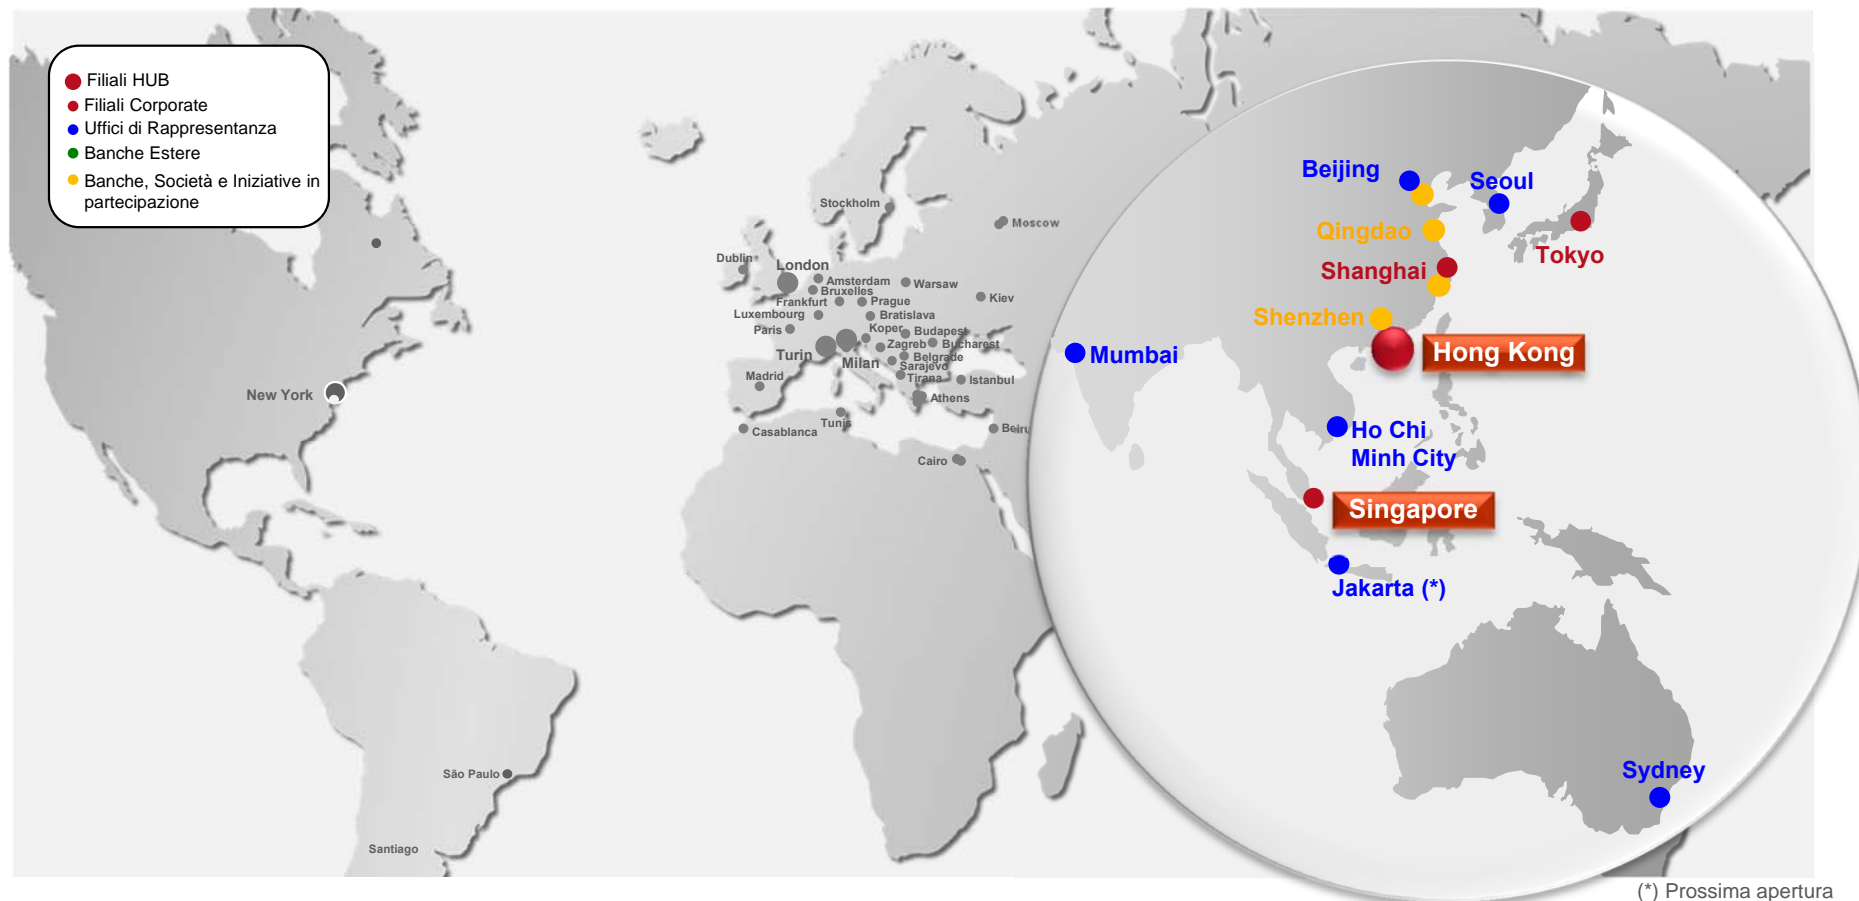 Filiali HUB
Filiali Corporate
Uffici di Rappresentanza
Banche Estere
Banche, Società e Iniziative in
partecipazione
Stockholm
Moscow
Dublin
London
Amsterdam
Bruxelles
Warsaw
Frankfurt
Prague
Kiev
Luxembourg
Bratislava
Paris
Koper
Budapest
Zagreb
Bucharest
Turin
Milan
Belgrade
Sarajevo
Tirana
Madrid
Istanbul
Athens
New York
Tunis
Casablanca
Beiru
Cairo
São Paulo
Santiago
Beijing
Seoul
Qingdao
Tokyo
Shanghai
Shenzhen
Mumbai
Hong Kong
Ho Chi
Minh City
Singapore
Jakarta (*)
Sydney
(*) Prossima apertura